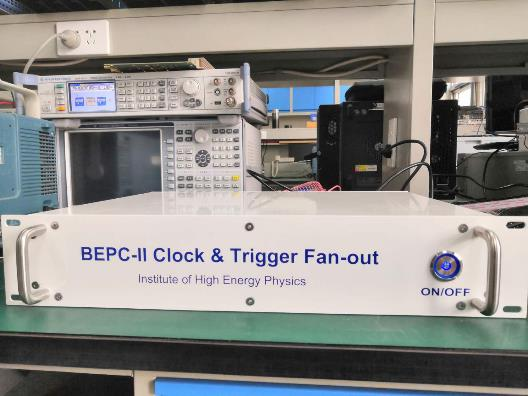 BEPC-II Clock & Trigger Fan-out
Institute of High Energy Physics
ON/OFF